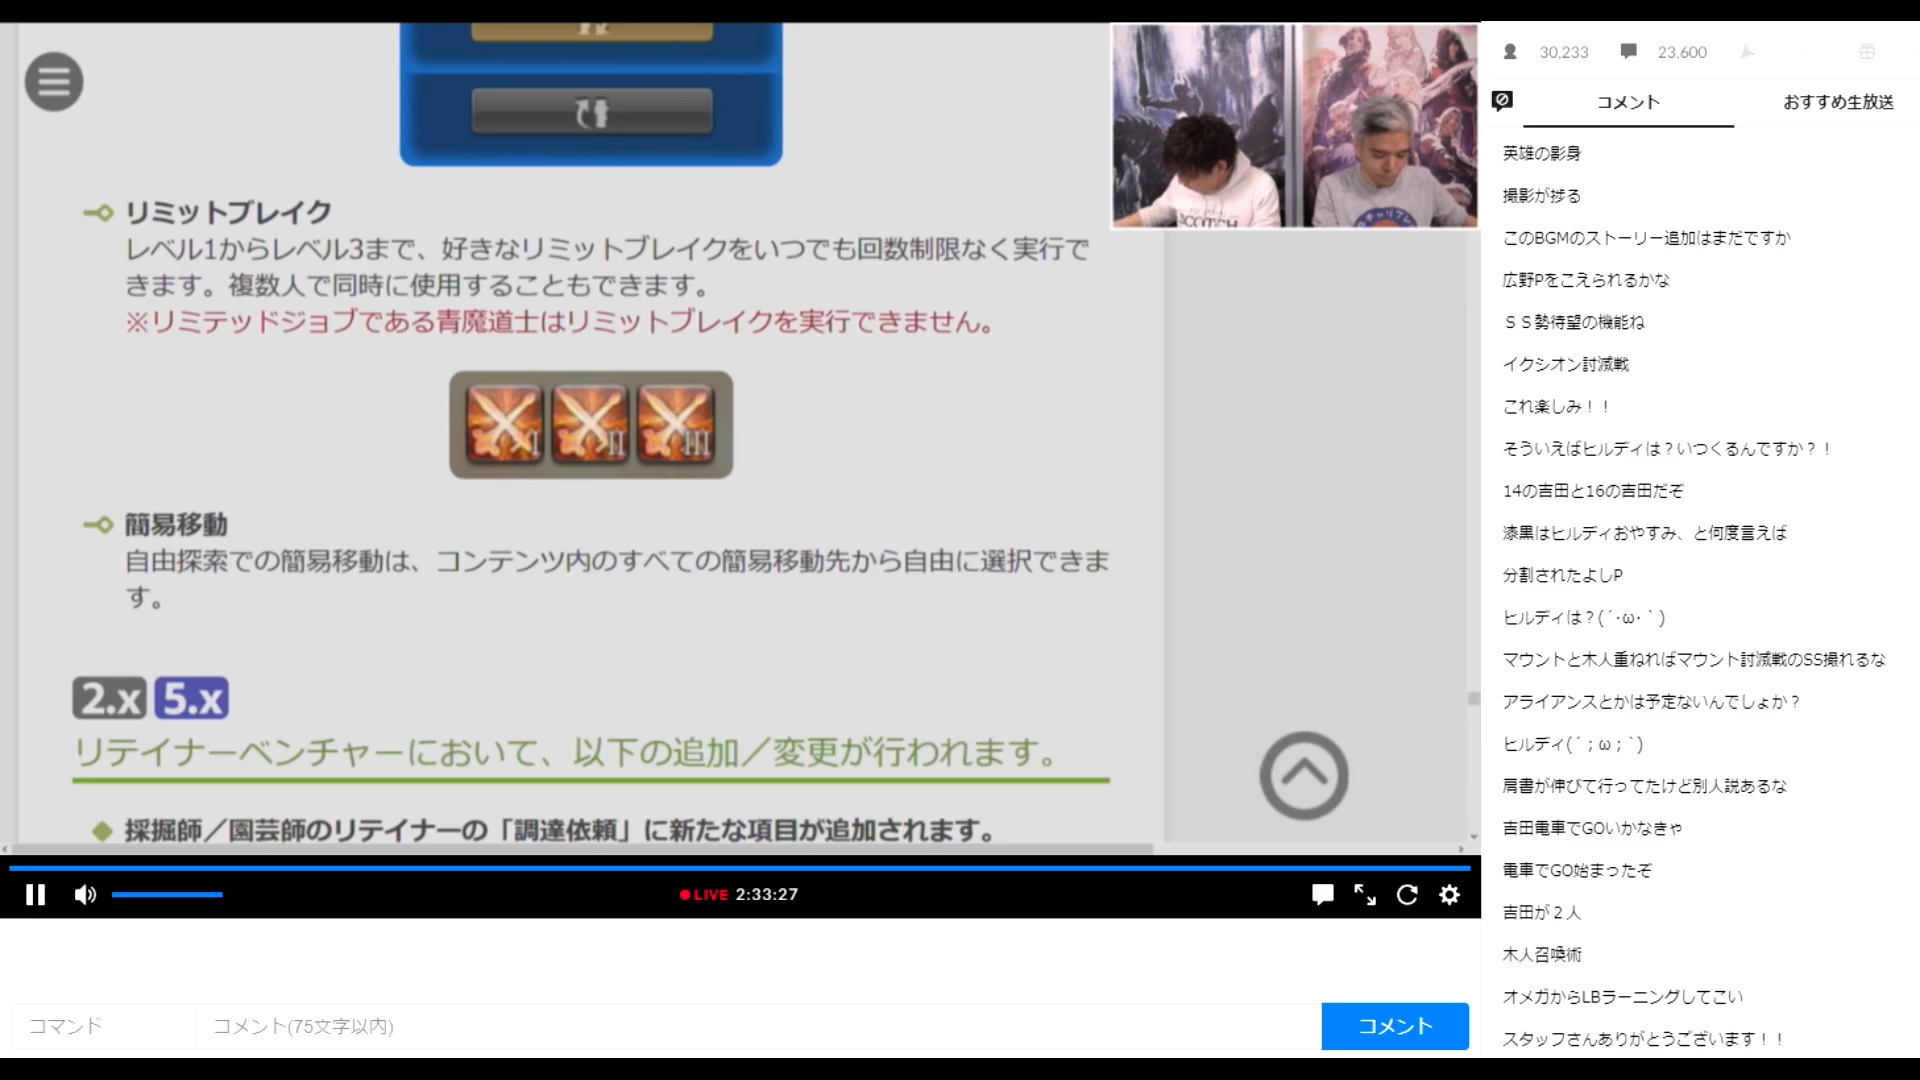 リミットブレイク
レベル1からレベル3まで、好きなリミットブレイクをいつでも回数制限なく実行で
きます。複数人で同時に使用することもできます。
※リミテッドジョブである青魔道士はリミットブレイクを実行できません。
I II III
簡易移動
自由探索での簡易移動は、コンテンツ内のすべての簡易移動先から自由に選択できま
す。
2.x 5.x
リテイナーベンチャーにおいて、以下の追加／変更が行われます。
採掘師／園芸師のリテイナーの「調達依頼」に新たな項目が追加されます。
LIVE 2:33:27
コマンド
コメント(75文字以内)
コメント
30,233 23,600
コメント おすすめ生放送
英雄の影身
撮影が捗る
このBGMのストーリー追加はまだですか
広野Pをこえられるかな
ＳＳ勢待望の機能ね
イクシオン討滅戦
これ楽しみ！！
そういえばヒルディは？いつくるんですか？！
14の吉田と16の吉田だぞ
漆黒はヒルディおやすみ、と何度言えば
分割されたよしP
ヒルディは？(´･ω･｀)
マウントと木人重ねればマウント討滅戦のSS撮れるな
アライアンスとかは予定ないんでしょか？
ヒルディ(´；ω；`)
肩書が伸びて行ってたけど別人説あるな
吉田電車でGOいかなきゃ
電車でGO始まったぞ
吉田が２人
木人召喚術
オメガからLBラーニングしてこい
スタッフさんありがとうございます！！